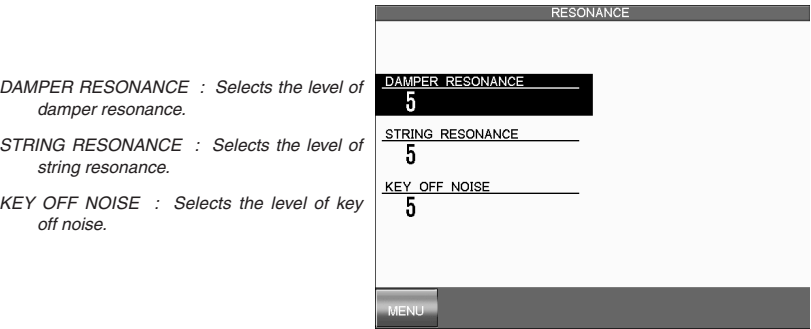 DAMPER RESONANCE : Selects the level of
damper resonance.
STRING RESONANCE : Selects the level of
string resonance.
KEY OFF NOISE : Selects the level of key
off noise.
RESONANCE
DAMPER RESONANCE
5
STRING RESONANCE
5
KEY OFF NOISE
5
MENU